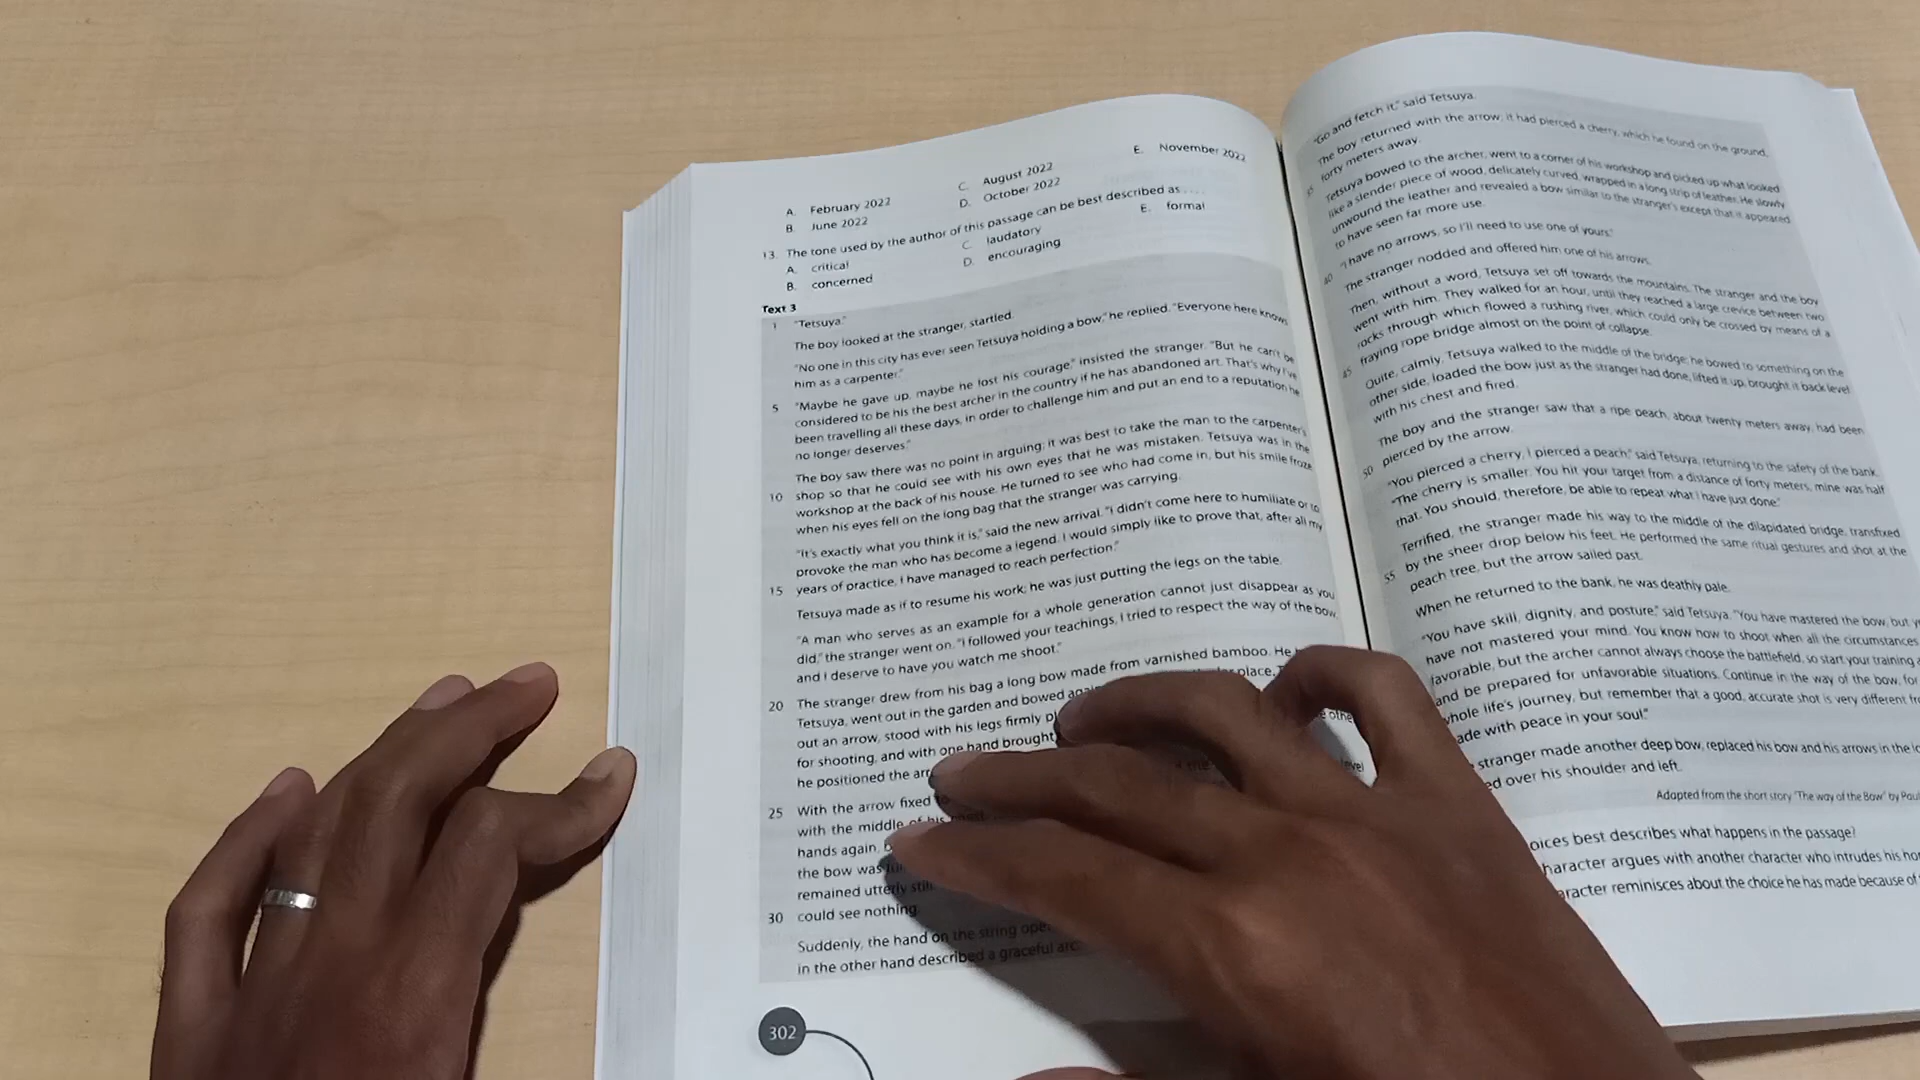 E. November 2022
C. August 2022
A. February 2022
D. October 2022
B. June 2022
13. The tone used by the author of this passage can be best described as ....
A. critical
C. laudatory
E. formal
B. concerned
D. encouraging
Text 3
1 "Tetsuya."
The boy looked at the stranger, startled.
"No one in this city has ever seen Tetsuya holding a bow," he replied. "Everyone here knows
him as a carpenter."
5 "Maybe he gave up, maybe he lost his courage," insisted the stranger. "But he can't be
considered to be his the best archer in the country if he has abandoned art. That's why I've
been travelling all these days, in order to challenge him and put an end to a reputation he
no longer deserves."
The boy saw there was no point in arguing; it was best to take the man to the carpenter's
10 shop so that he could see with his own eyes that he was mistaken. Tetsuya was in the
workshop at the back of his house. He turned to see who had come in, but his smile froze
when his eyes fell on the long bag that the stranger was carrying.
"It's exactly what you think it is," said the new arrival. "I didn't come here to humiliate or to
provoke the man who has become a legend. I would simply like to prove that, after all my
15 years of practice, I have managed to reach perfection."
Tetsuya made as if to resume his work; he was just putting the legs on the table.
"A man who serves as an example for a whole generation cannot just disappear as you
did," the stranger went on. "I followed your teachings, I tried to respect the way of the bow,
and I deserve to have you watch me shoot."
20 The stranger drew from his bag a long bow made from varnished bamboo. He
Tetsuya, went out in the garden and bowed place.
out an arrow, stood with his legs firmly
for shooting, and with one hand brought
he positioned the
25 With the arrow fixed level
with the middle of his
hands again,
the bow was
remained utterly still
30 could see nothing
Suddenly, the hand on the string
in the other hand described a graceful arc
302
"Go and fetch it," said Tetsuya.
The boy returned with the arrow; it had pierced a cherry, which he found on the ground,
forty meters away.
Tetsuya bowed to the archer, went to a corner of his workshop and picked up what looked
like a slender piece of wood, delicately curved, wrapped in a long strip of leather. He slowly
unwound the leather and revealed a bow similar to the stranger's except that it appeared
to have seen far more use.
"I have no arrows, so I'll need to use one of yours."
40 The stranger nodded and offered him one of his arrows.
Then, without a word, Tetsuya set off towards the mountains. The stranger and the boy
went with him. They walked for an hour, until they reached a large crevice between two
rocks through which flowed a rushing river, which could only be crossed by means of a
45 fraying rope bridge almost on the point of collapse.
Quite, calmly, Tetsuya walked to the middle of the bridge; he bowed to something on the
other side, loaded the bow just as the stranger had done, lifted it up, brought it back level
with his chest and fired.
The boy and the stranger saw that a ripe peach, about twenty meters away, had been
50 pierced by the arrow.
"You pierced a cherry, I pierced a peach," said Tetsuya, returning to the safety of the bank.
"The cherry is smaller. You hit your target from a distance of forty meters, mine was half
that. You should, therefore, be able to repeat what I have just done."
Terrified, the stranger made his way to the middle of the dilapidated bridge, transfixed
55 by the sheer drop below his feet. He performed the same ritual gestures and shot at the
peach tree, but the arrow sailed past.
When he returned to the bank, he was deathly pale.
"You have skill, dignity, and posture," said Tetsuya. "You have mastered the bow, but
have not mastered your mind. You know how to shoot when all the circumstances
favorable, but the archer cannot always choose the battlefield, so start your training
and be prepared for unfavorable situations. Continue in the way of the bow, for
whole life's journey, but remember that a good, accurate shot is very different
with peace in your soul."
stranger made another deep bow, replaced his bow and his arrows in the
over his shoulder and left.
Adapted from the short story "The way of the Bow" by
best describes what happens in the passage?
argues with another character who intrudes his
reminisces about the choice he has made because of